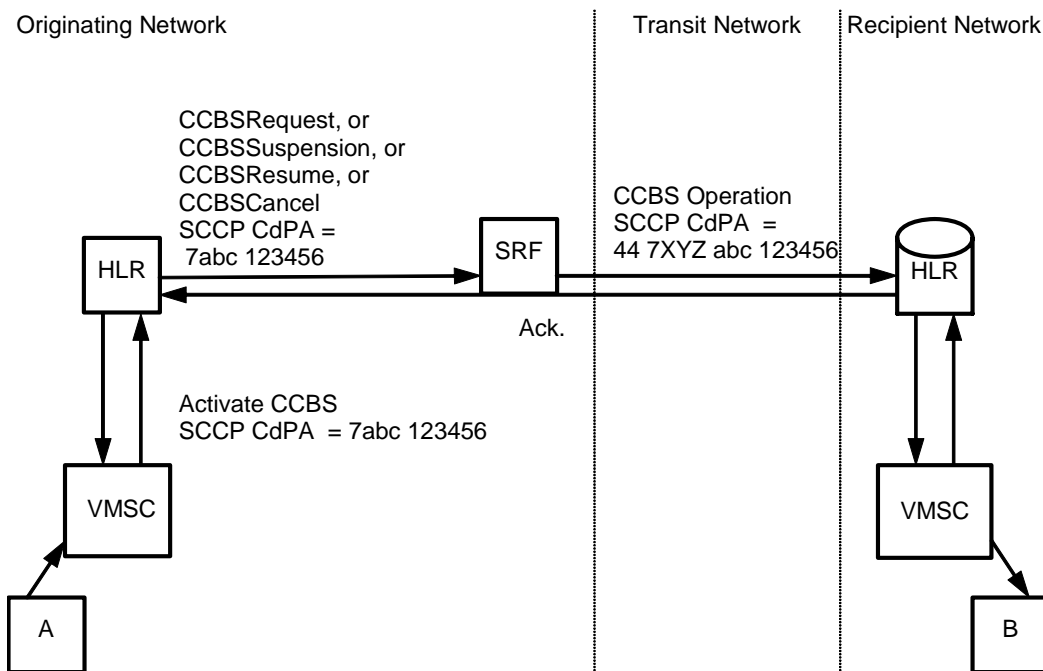 Originating Network
Transit Network
Recipient Network
CCBSRequest, or
CCBSSuspension, or
CCBSResume, or
CCBSCancel
SCCP CdPA =
7abc 123456
CCBS Operation
SCCP CdPA =
44 7XYZ abc 123456
HLR
SRF
HLR
Ack.
Activate CCBS
SCCP CdPA = 7abc 123456
VMSC
VMSC
A
B